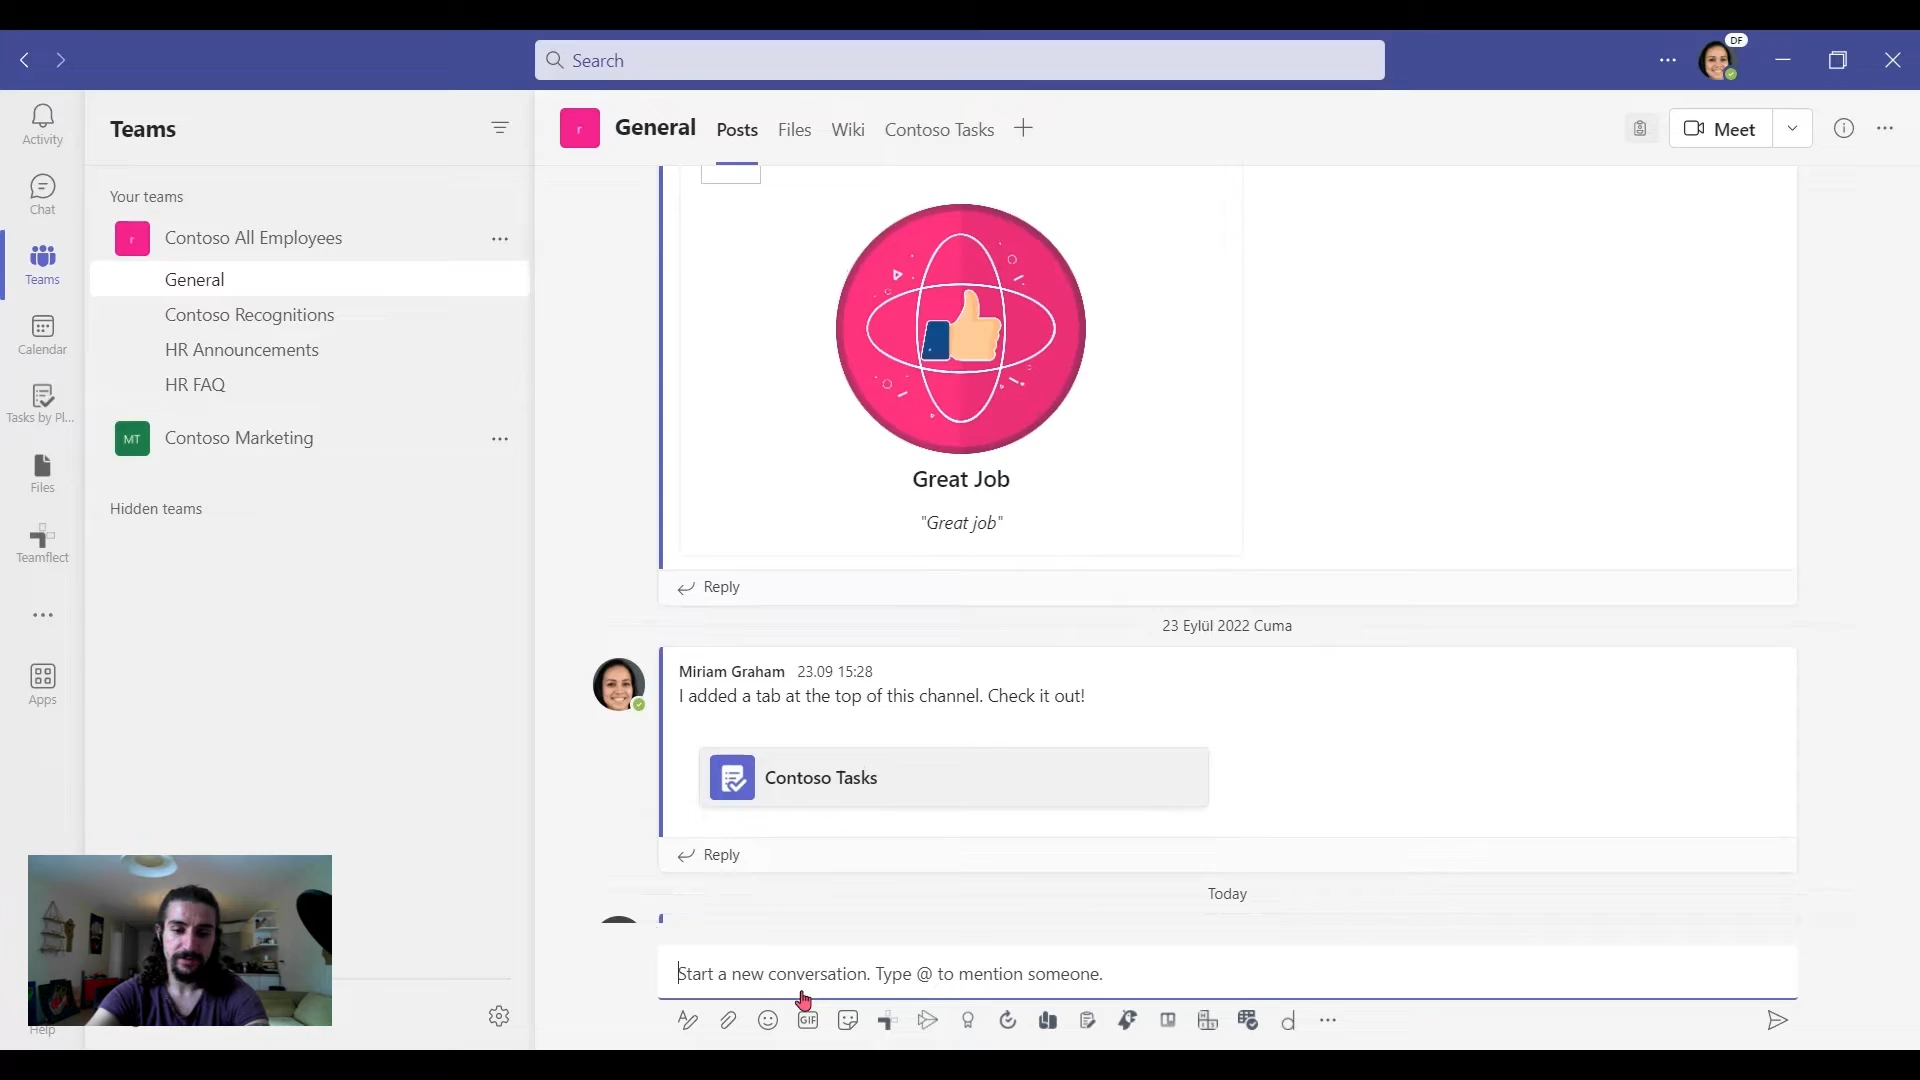 Search
DF
Activity
Chat
Teams
Calendar
Tasks by Pl...
Files
Teamflect
Apps
Help
Teams
Your teams
r
Contoso All Employees
General
Contoso Recognitions
HR Announcements
HR FAQ
MT
Contoso Marketing
Hidden teams
r
General
Posts
Files
Wiki
Contoso Tasks
Meet
Great Job
"Great job"
Reply
23 Eylül 2022 Cuma
Miriam Graham 23.09 15:28
I added a tab at the top of this channel. Check it out!
Contoso Tasks
Reply
Today
Start a new conversation. Type @ to mention someone.
GIF